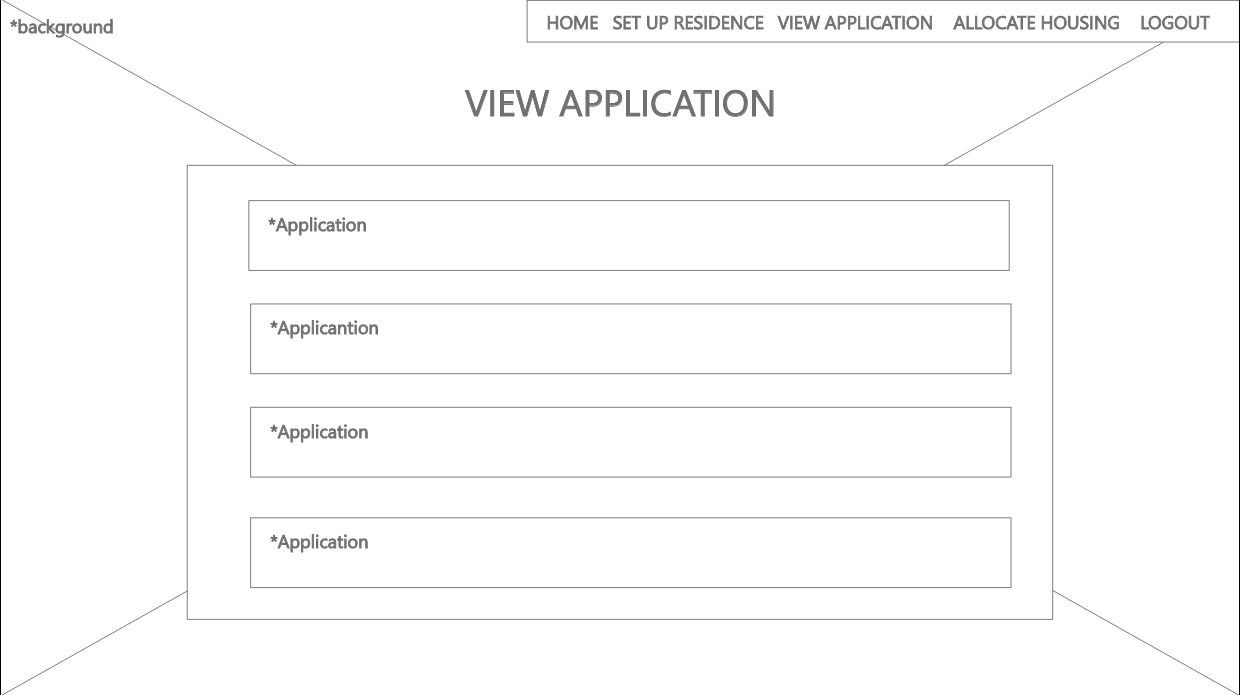 *background
HOME SET UP RESIDENCE VIEW APPLICATION ALLOCATE HOUSING LOGOUT
VIEW APPLICATION
*Application
*Applicantion
*Application
*Application